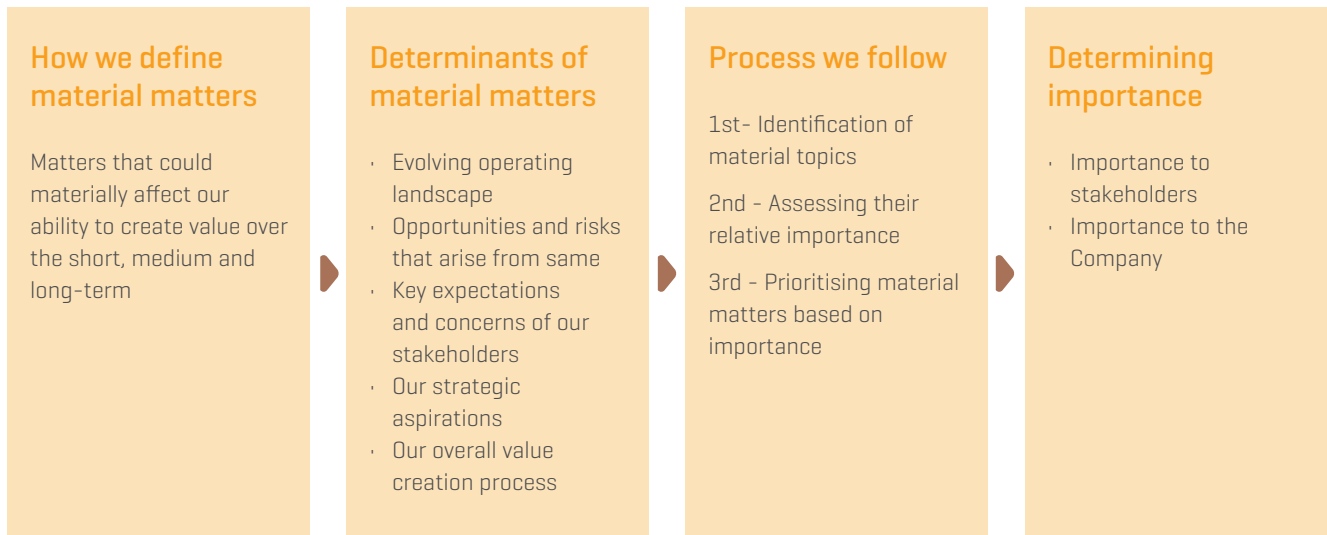 How we define
material matters
Matters that could
materially affect our
ability to create value over
the short, medium and
long-term
Determinants of
material matters
· Evolving operating
landscape
· Opportunities and risks
that arise from same
· Key expectations
and concerns of our
stakeholders
· Our strategic
aspirations
· Our overall value
creation process
Process we follow
1st- Identification of
material topics
2nd - Assessing their
relative importance
3rd - Prioritising material
matters based on
importance
Determining
importance
· Importance to
stakeholders
· Importance to the
Company